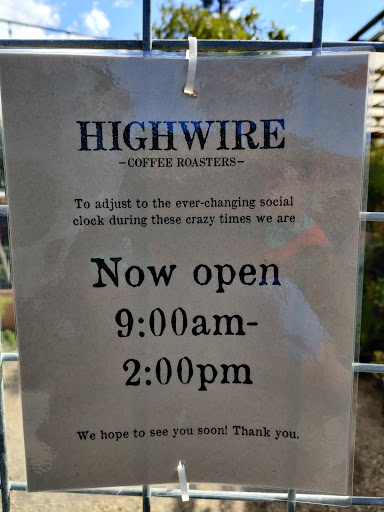 HIGHWIRE
–COFFEE ROASTERS–
To adjust to the ever-changing social
clock during these crazy times we are
Now open
9:00am-
2:00pm
We hope to see you soon! Thank you.